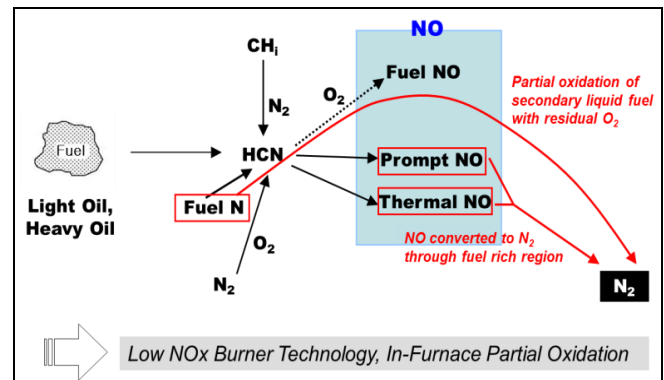 NO
CHi
Fuel NO
O2
N2
Partial oxidation of
secondary liquid fuel
with residual O2
Fuel
HCN
Prompt NO
Light Oil,
Heavy Oil
Fuel N
Thermal NO
O2
N2
NO converted to N2
through fuel rich region
N2
Low NOx Burner Technology, In-Furnace Partial Oxidation